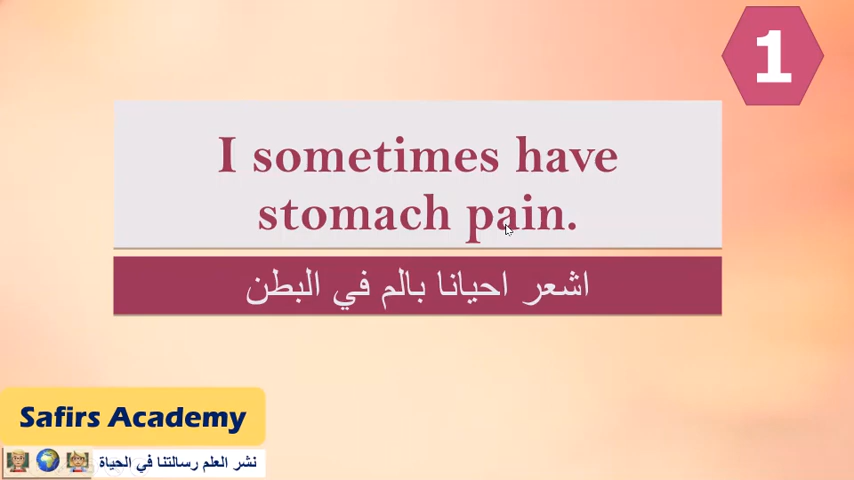 1
I sometimes have
stomach pain.
اشعر احيانا بالم في البطن
Safirs Academy
نشر العلم رسالتنا في الحياة